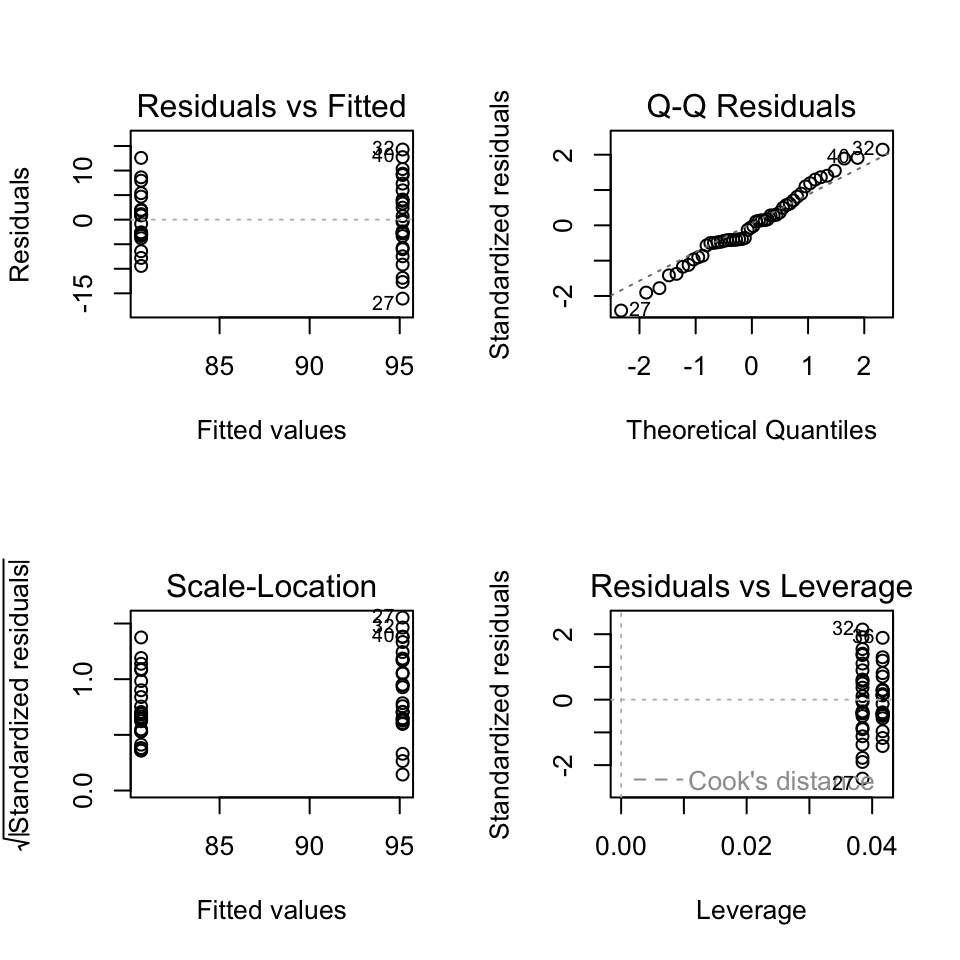 Residuals vs Fitted
Residuals
-15 0 10
32
40
27
85 90 95
Fitted values
Q-Q Residuals
Standardized residuals
-2 0 2
40 32
27
-2 -1 0 1 2
Theoretical Quantiles
Scale-Location
√|Standardized residuals|
0.0 1.0
27
32
40
85 90 95
Fitted values
Residuals vs Leverage
Standardized residuals
-2 0 2
32
36
Cook's distance
27
0.00 0.02 0.04
Leverage